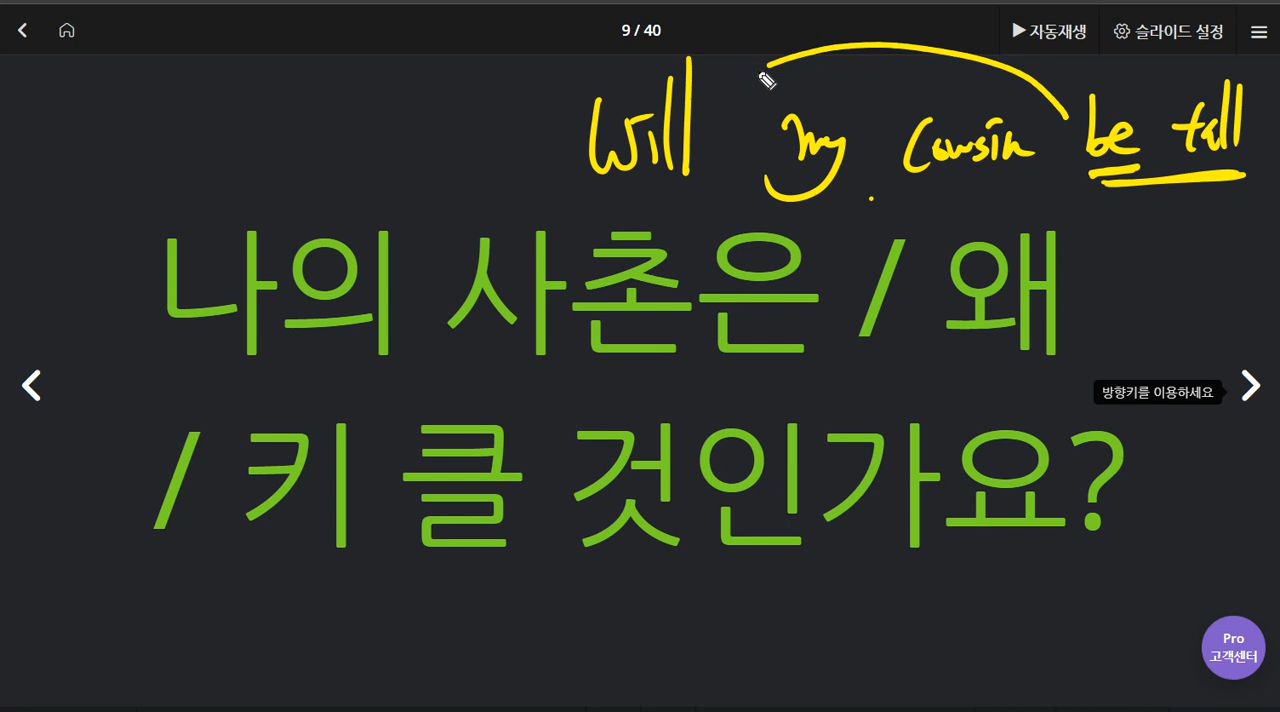 9 / 40
▶ 자동재생
슬라이드 설정
Will my Cousin be tall
나의 사촌은 / 왜
방향키를 이용하세요
/ 키 클 것인가요?
Pro
고객센터